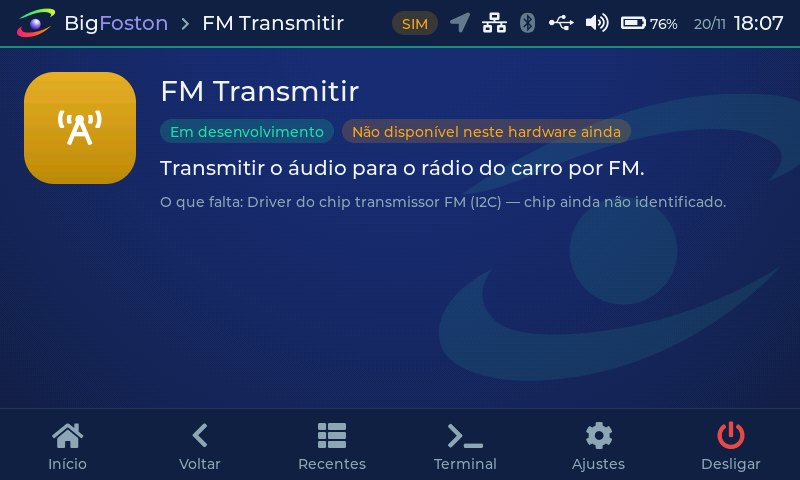 BigFoston > FM Transmitir SIM 76% 20/11 18:07
FM Transmitir
Em desenvolvimento Não disponível neste hardware ainda
Transmitir o áudio para o rádio do carro por FM.
O que falta: Driver do chip transmissor FM (I2C) — chip ainda não identificado.
Início Voltar Recentes Terminal Ajustes Desligar